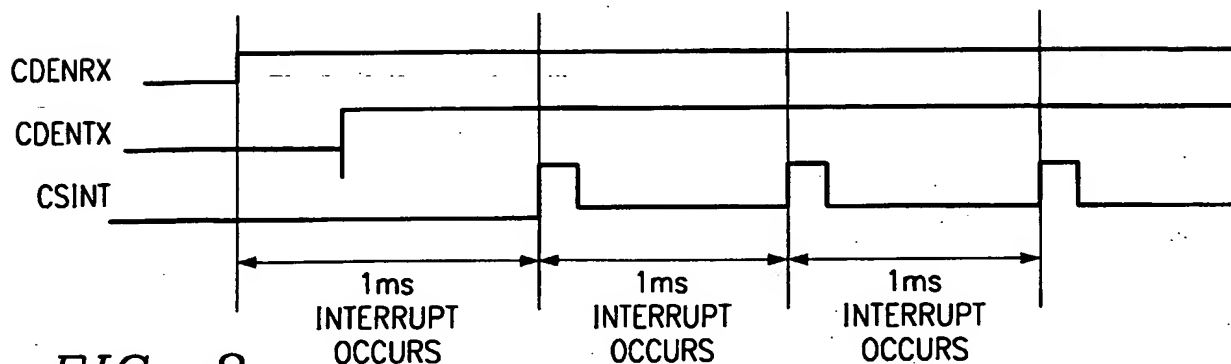 CDENRX
CDENTX
CSINT
1ms
INTERRUPT
OCCURS
1ms
INTERRUPT
OCCURS
1ms
INTERRUPT
OCCURS